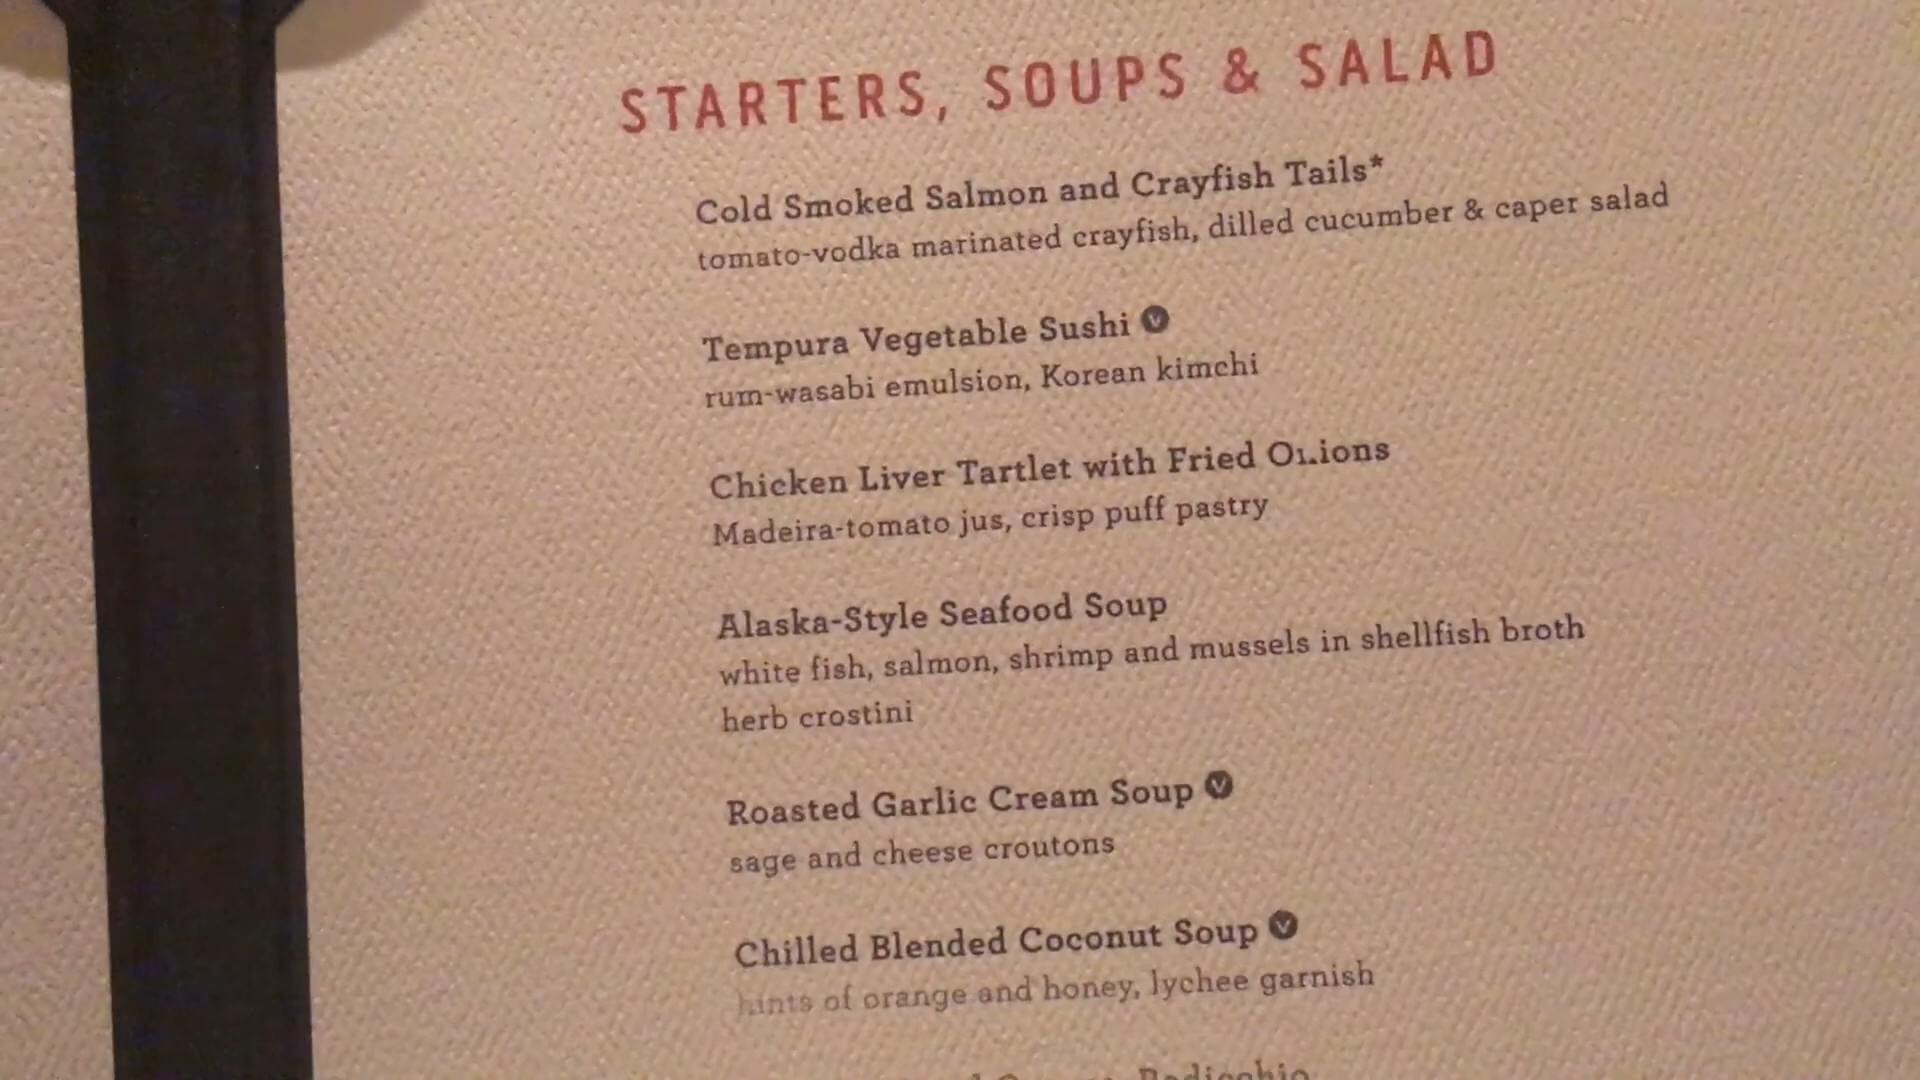 STARTERS, SOUPS & SALAD
Cold Smoked Salmon and Crayfish Tails*
tomato-vodka marinated crayfish, dilled cucumber & caper salad
Tempura Vegetable Sushi V
rum-wasabi emulsion, Korean kimchi
Chicken Liver Tartlet with Fried Onions
Madeira-tomato jus, crisp puff pastry
Alaska-Style Seafood Soup
white fish, salmon, shrimp and mussels in shellfish broth
herb crostini
Roasted Garlic Cream Soup V
sage and cheese croutons
Chilled Blended Coconut Soup V
hints of orange and honey, lychee garnish
Radicchio